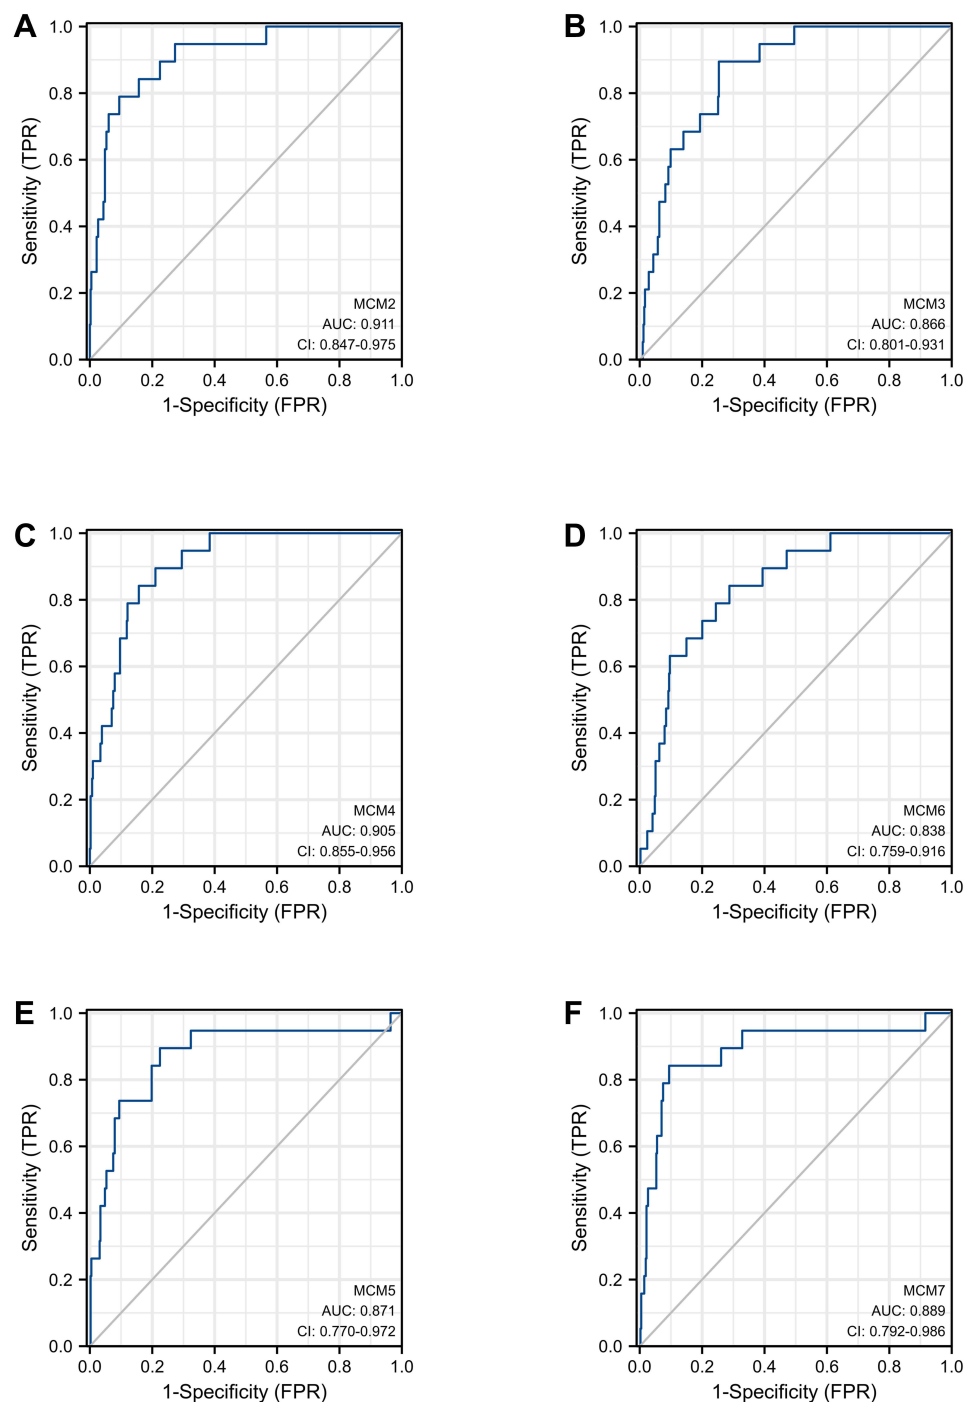 A
1.0
0.8
0.6
0.4
0.2
0.0
Sensitivity (TPR)
MCM2
AUC: 0.911
CI: 0.847-0.975
0.0 0.2 0.4 0.6 0.8 1.0
1-Specificity (FPR)
B
1.0
0.8
0.6
0.4
0.2
0.0
Sensitivity (TPR)
MCM3
AUC: 0.866
CI: 0.801-0.931
0.0 0.2 0.4 0.6 0.8 1.0
1-Specificity (FPR)
C
1.0
0.8
0.6
0.4
0.2
0.0
Sensitivity (TPR)
MCM4
AUC: 0.905
CI: 0.855-0.956
0.0 0.2 0.4 0.6 0.8 1.0
1-Specificity (FPR)
D
1.0
0.8
0.6
0.4
0.2
0.0
Sensitivity (TPR)
MCM6
AUC: 0.838
CI: 0.759-0.916
0.0 0.2 0.4 0.6 0.8 1.0
1-Specificity (FPR)
E
1.0
0.8
0.6
0.4
0.2
0.0
Sensitivity (TPR)
MCM5
AUC: 0.871
CI: 0.770-0.972
0.0 0.2 0.4 0.6 0.8 1.0
1-Specificity (FPR)
F
1.0
0.8
0.6
0.4
0.2
0.0
Sensitivity (TPR)
MCM7
AUC: 0.889
CI: 0.792-0.986
0.0 0.2 0.4 0.6 0.8 1.0
1-Specificity (FPR)